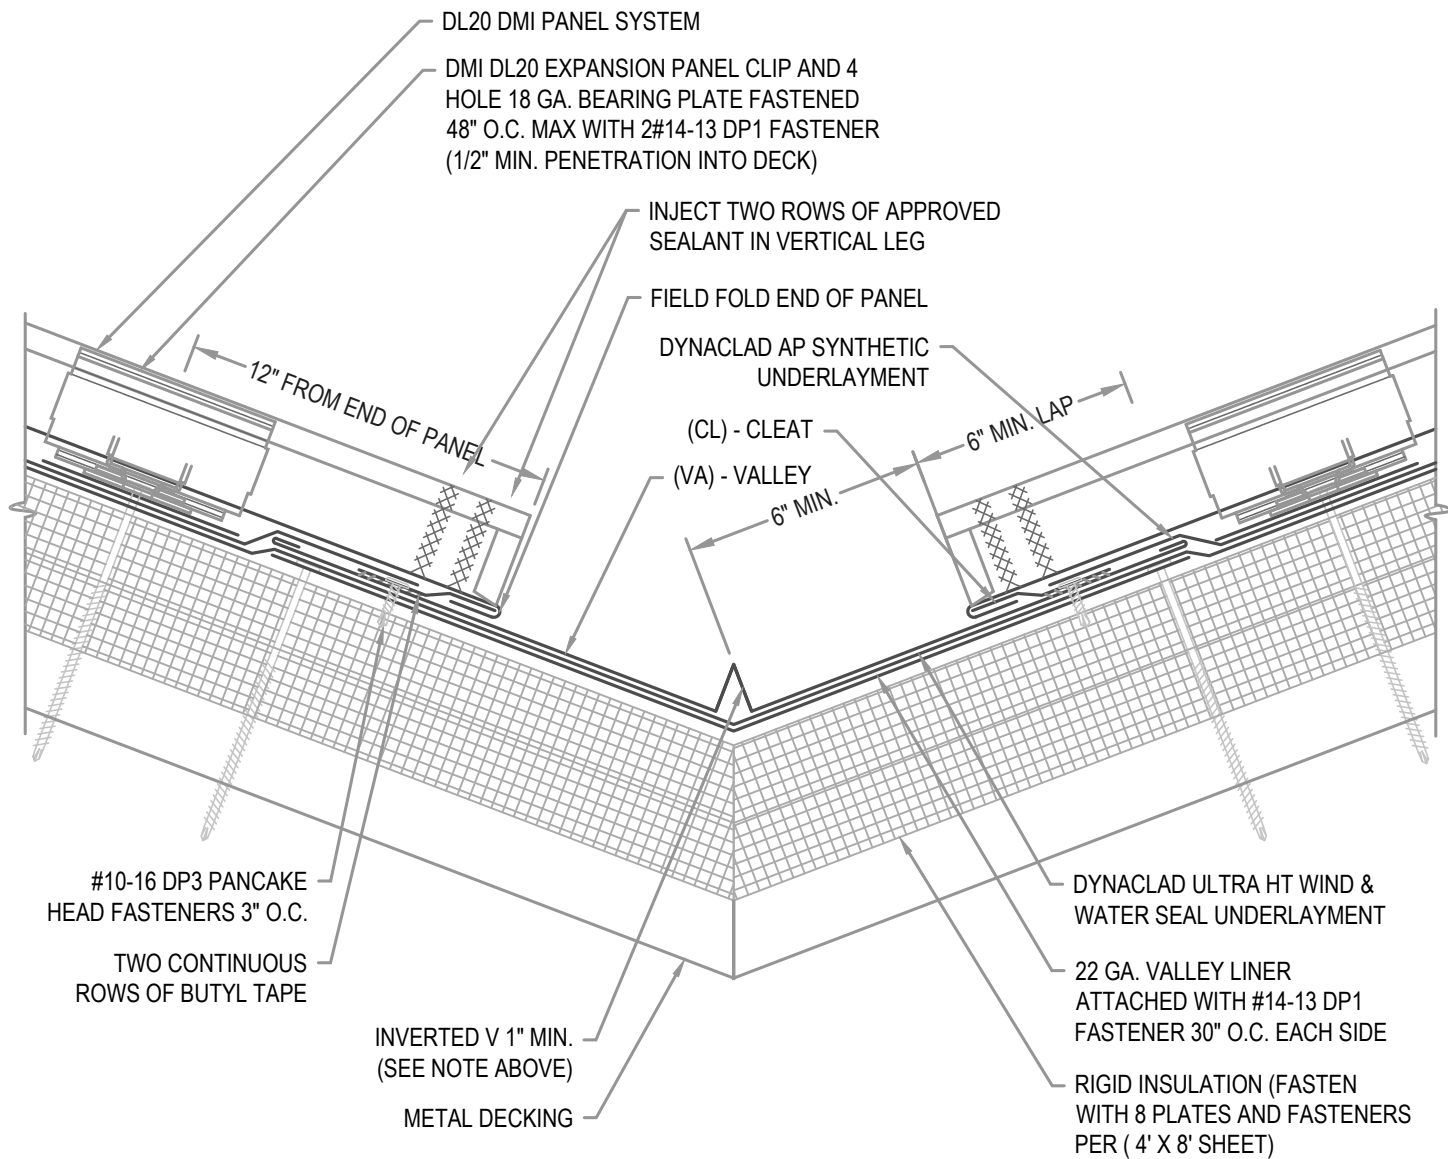 DL20 DMI PANEL SYSTEM
DMI DL20 EXPANSION PANEL CLIP AND 4
HOLE 18 GA. BEARING PLATE FASTENED
48" O.C. MAX WITH 2#14-13 DP1 FASTENER
(1/2" MIN. PENETRATION INTO DECK)
INJECT TWO ROWS OF APPROVED
SEALANT IN VERTICAL LEG
FIELD FOLD END OF PANEL
DYNACLAD AP SYNTHETIC
UNDERLAYMENT
12" FROM END OF PANEL
(CL) - CLEAT
6" MIN. LAP
(VA) - VALLEY
6" MIN.
#10-16 DP3 PANCAKE
HEAD FASTENERS 3" O.C.
TWO CONTINUOUS
ROWS OF BUTYL TAPE
INVERTED V 1" MIN.
(SEE NOTE ABOVE)
METAL DECKING
DYNACLAD ULTRA HT WIND &
WATER SEAL UNDERLAYMENT
22 GA. VALLEY LINER
ATTACHED WITH #14-13 DP1
FASTENER 30" O.C. EACH SIDE
RIGID INSULATION (FASTEN
WITH 8 PLATES AND FASTENERS
PER ( 4' X 8' SHEET)